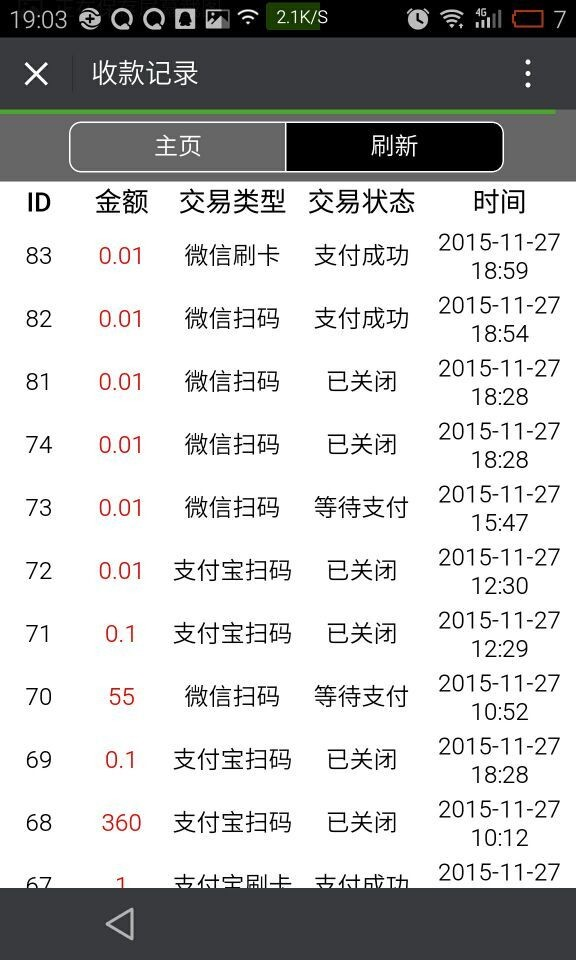 19:03 2.1K/S 4G 7
收款记录
主页 刷新
ID 金额 交易类型 交易状态 时间
83 0.01 微信刷卡 支付成功 2015-11-27
18:59
82 0.01 微信扫码 支付成功 2015-11-27
18:54
81 0.01 微信扫码 已关闭 2015-11-27
18:28
74 0.01 微信扫码 已关闭 2015-11-27
18:28
73 0.01 微信扫码 等待支付 2015-11-27
15:47
72 0.01 支付宝扫码 已关闭 2015-11-27
12:30
71 0.1 支付宝扫码 已关闭 2015-11-27
12:29
70 55 微信扫码 等待支付 2015-11-27
10:52
69 0.1 支付宝扫码 已关闭 2015-11-27
18:28
68 360 支付宝扫码 已关闭 2015-11-27
10:12
67 1 支付宝刷卡 支付成功 2015-11-27